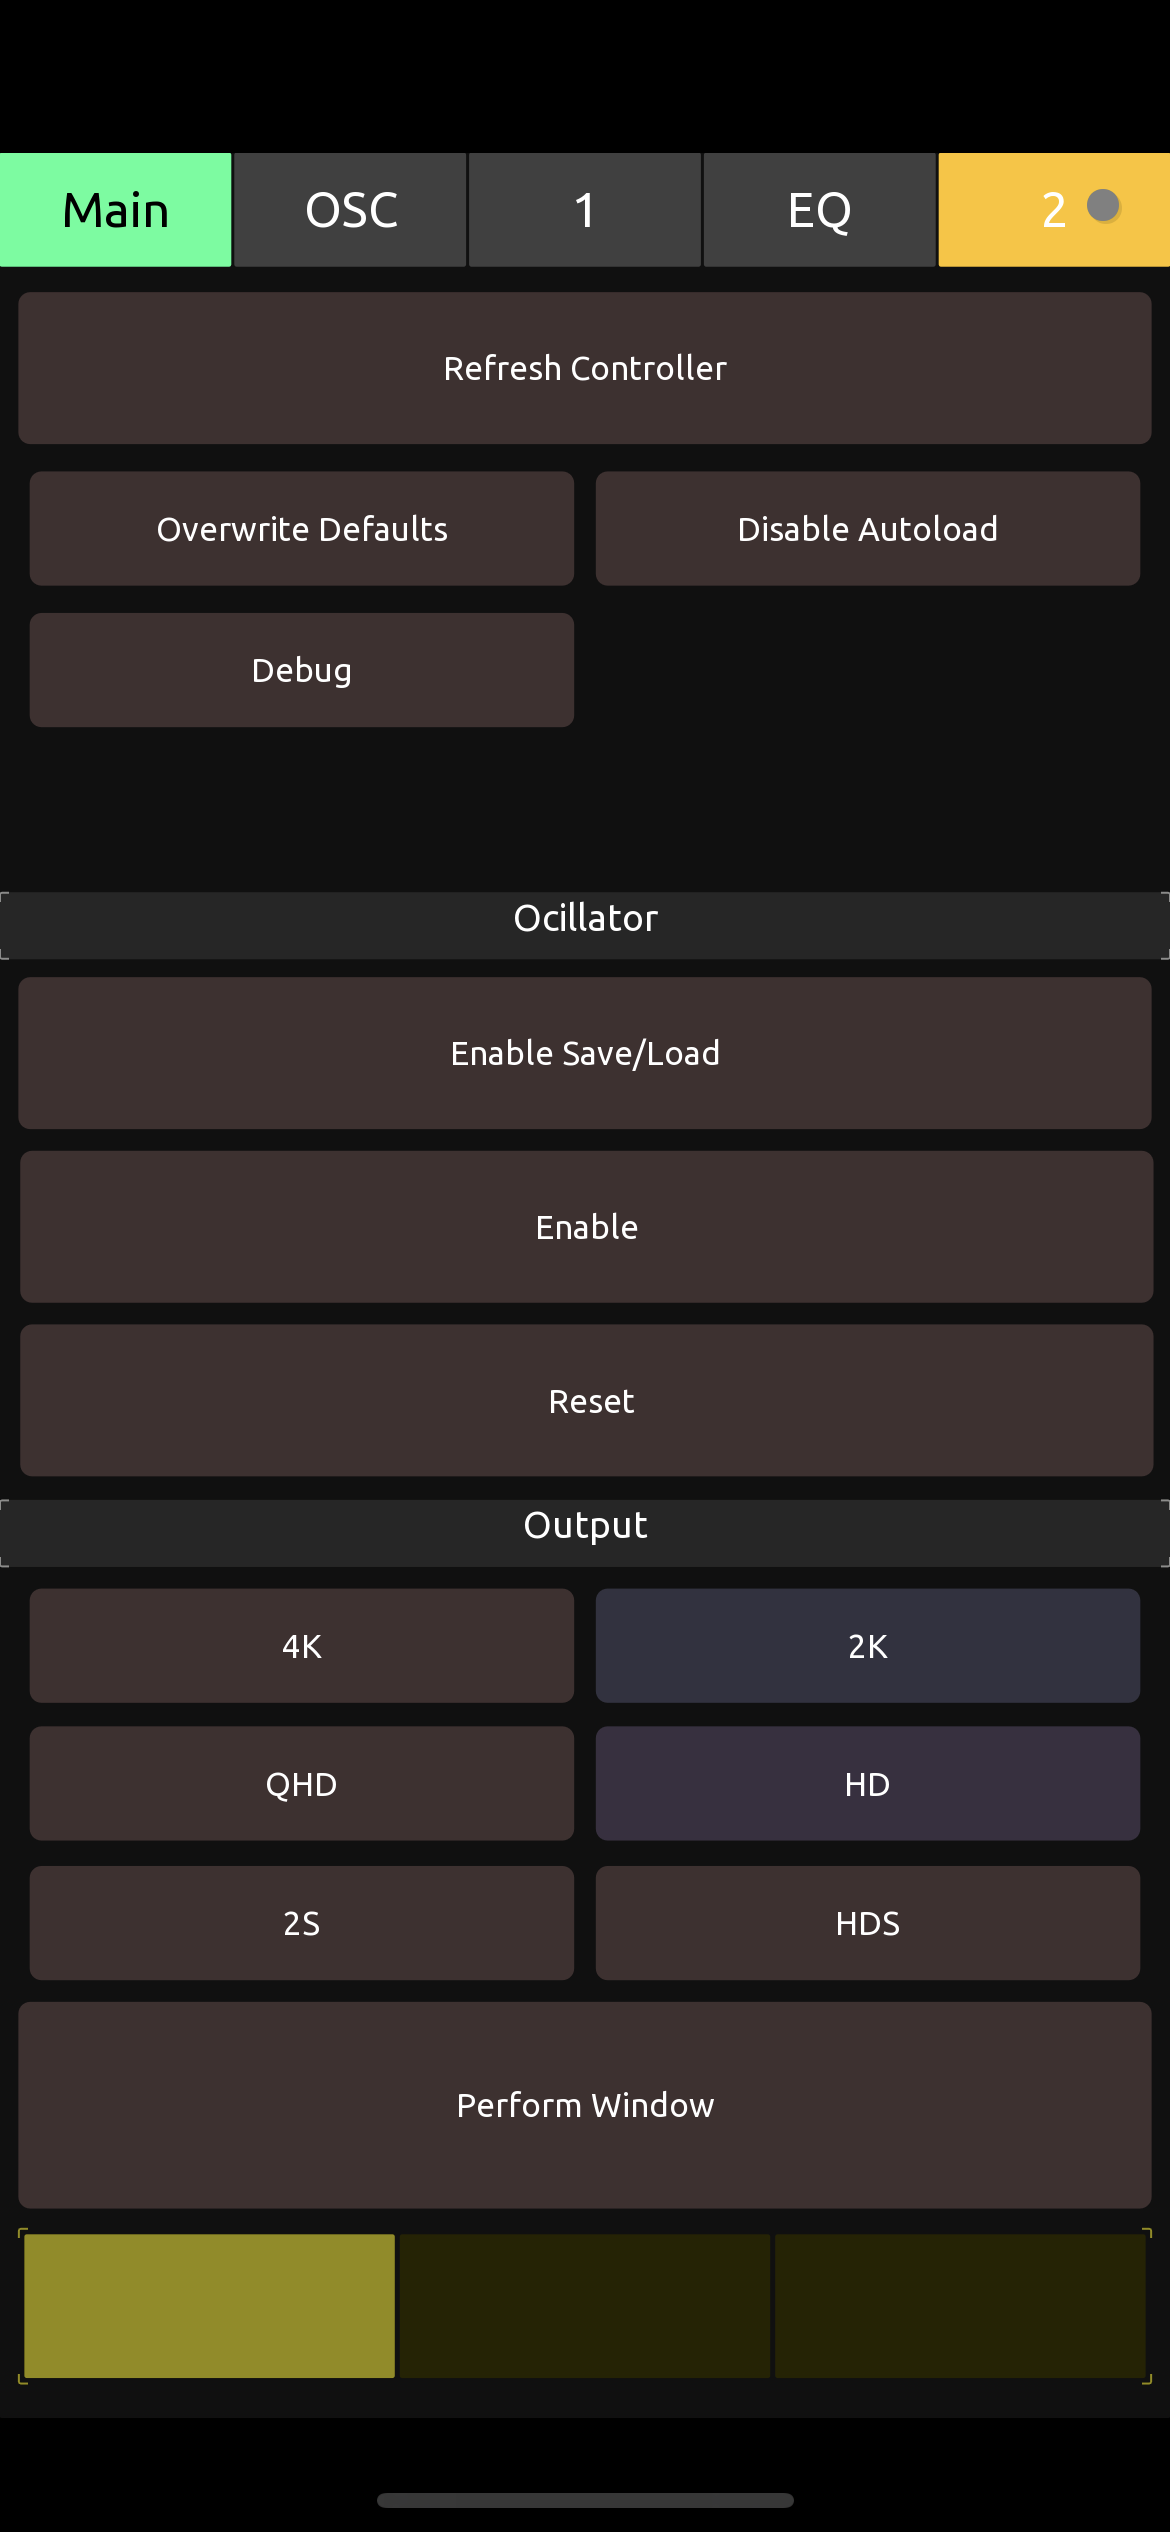 Main OSC 1 EQ 2
Refresh Controller
Overwrite Defaults Disable Autoload
Debug
Ocillator
Enable Save/Load
Enable
Reset
Output
4K 2K
QHD HD
2S HDS
Perform Window